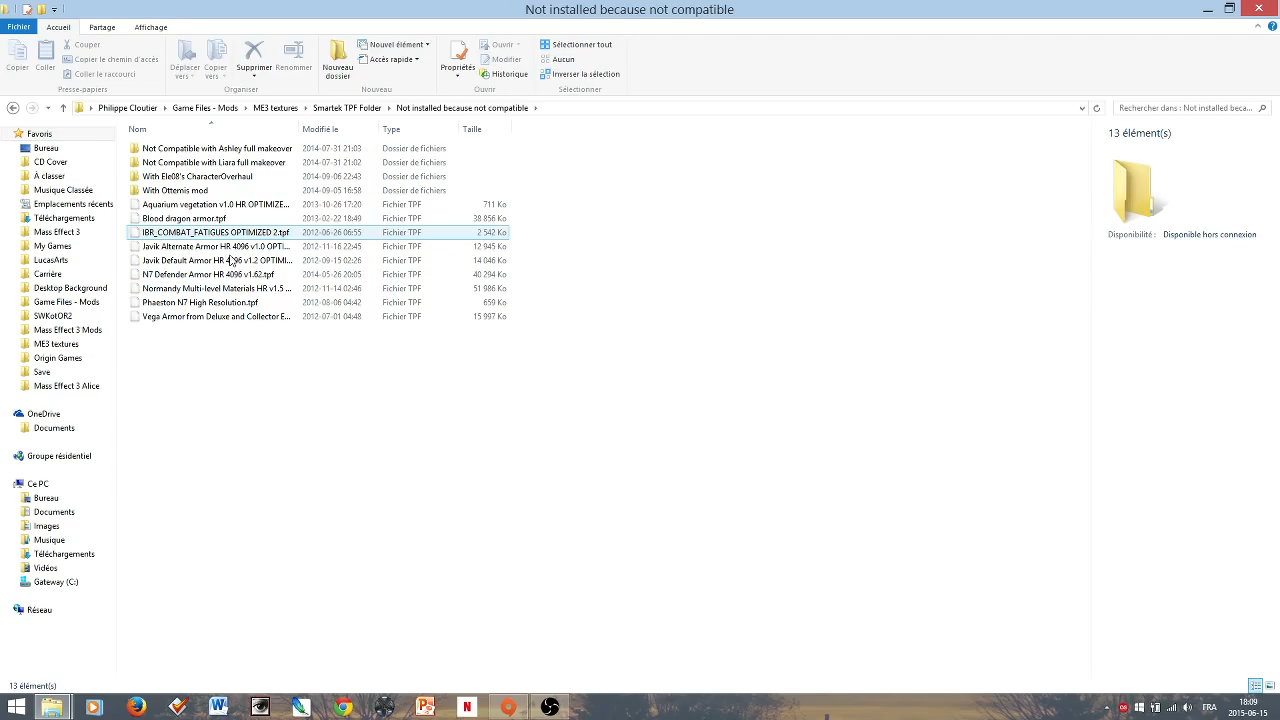 Not installed because not compatible
Fichier
Accueil
Partage
Affichage
Copier
Coller
Couper
Copier le chemin d'accès
Coller le raccourci
Presse-papiers
Déplacer vers
Copier vers
Supprimer
Renommer
Organiser
Nouveau dossier
Nouvel élément
Accès rapide
Nouveau
Propriétés
Ouvrir
Modifier
Historique
Ouvrir
Sélectionner tout
Aucun
Inverser la sélection
Sélectionner
Philippe Cloutier
Game Files - Mods
ME3 textures
Smartek TPF Folder
Not installed because not compatible
Rechercher dans : Not installed beca...
Nom
Modifié le
Type
Taille
Not Compatible with Ashley full makeover 2014-07-31 21:03 Dossier de fichiers
Not Compatible with Liara full makeover 2014-07-31 21:02 Dossier de fichiers
With Ele08's CharacterOverhaul 2014-09-06 22:43 Dossier de fichiers
With Ottemis mod 2014-09-05 16:58 Dossier de fichiers
Aquarium vegetation v1.0 HR OPTIMIZE... 2013-10-26 17:20 Fichier TPF 711 Ko
Blood dragon armor.tpf 2013-02-22 18:49 Fichier TPF 38 856 Ko
IBR_COMBAT_FATIGUES OPTIMIZED 2.tpf 2012-06-26 06:55 Fichier TPF 2 542 Ko
Javik Alternate Armor HR 4096 v1.0 OPTI... 2012-11-16 22:45 Fichier TPF 12 945 Ko
Javik Default Armor HR 4096 v1.2 OPTIMI... 2012-09-15 02:26 Fichier TPF 14 046 Ko
N7 Defender Armor HR 4096 v1.62.tpf 2014-05-26 20:05 Fichier TPF 40 294 Ko
Normandy Multi-level Materials HR v1.5 ... 2012-11-14 02:46 Fichier TPF 51 986 Ko
Phaeston N7 High Resolution.tpf 2012-08-06 04:42 Fichier TPF 659 Ko
Vega Armor from Deluxe and Collector E... 2012-07-01 04:48 Fichier TPF 15 997 Ko
Favoris
Bureau
CD Cover
À classer
Musique Classée
Emplacements récents
Téléchargements
Mass Effect 3
My Games
LucasArts
Carrière
Desktop Background
Game Files - Mods
SWKotOR2
Mass Effect 3 Mods
ME3 textures
Origin Games
Save
Mass Effect 3 Alice
OneDrive
Documents
Groupe résidentiel
Ce PC
Bureau
Documents
Images
Musique
Téléchargements
Vidéos
Gateway (C:)
Réseau
13 élément(s)
Disponibilité : Disponible hors connexion
13 élément(s)
FRA
18:09
2015-06-15